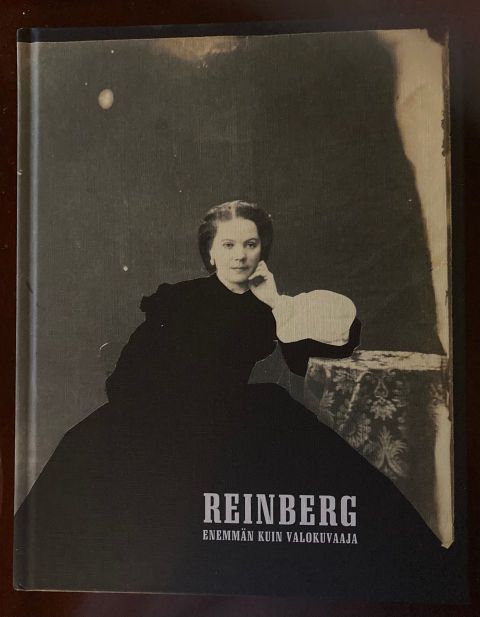 REINBERG
ENEMMÄN KUIN VALOKUVAAJA